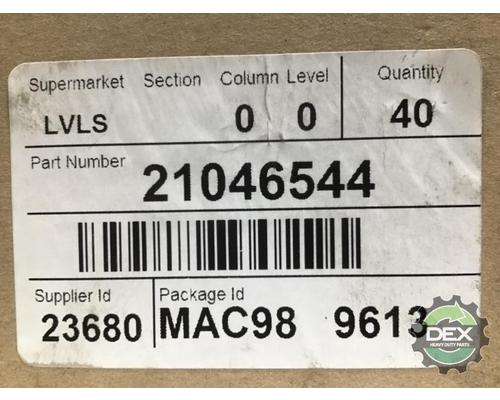 Supermarket Section Column Level Quantity
LVLS 0 0 40
Part Number 21046544
Supplier Id Package Id
23680 MAC98 9613
DEX
HEAVY DUTY PARTS